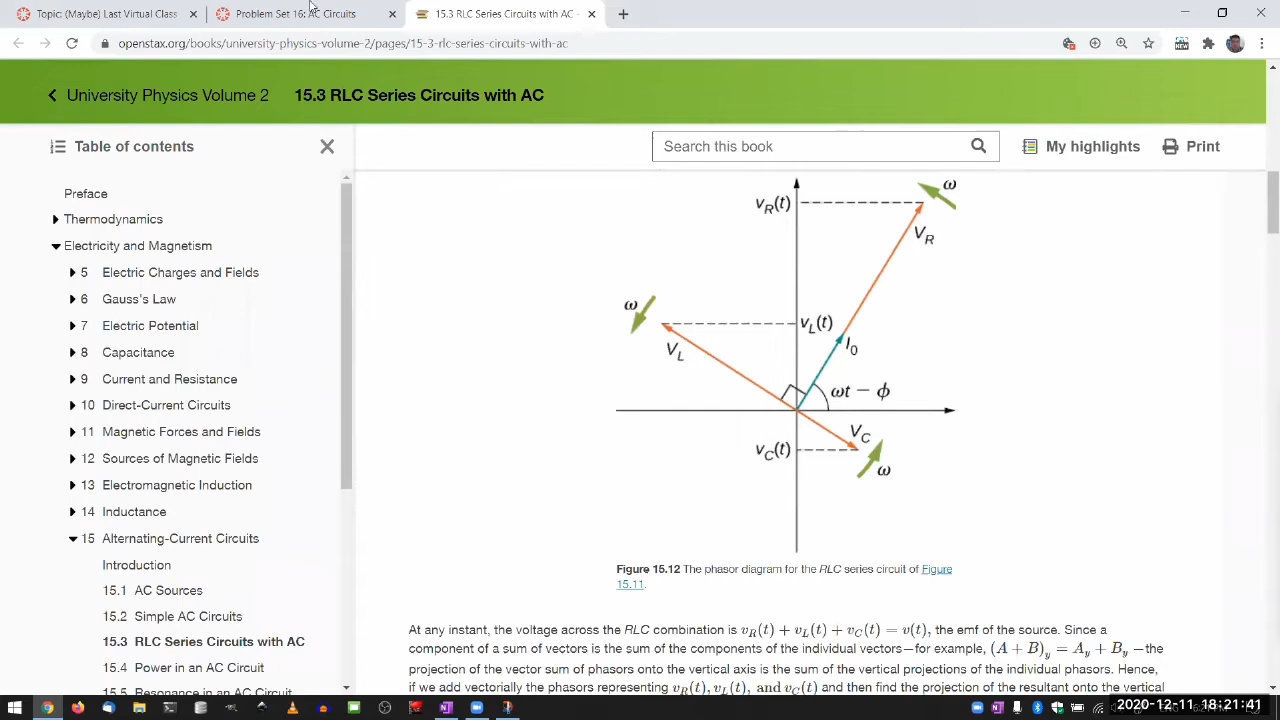 Topic: (Maybe) Last Virtual Class
Problem Set 16: AC Circuits
15.3 RLC Series Circuits with AC -
openstax.org/books/university-physics-volume-2/pages/15-3-rlc-series-circuits-with-ac
NEW
University Physics Volume 2
15.3 RLC Series Circuits with AC
Table of contents
Search this book
My highlights
Print
Preface
Thermodynamics
Electricity and Magnetism
5 Electric Charges and Fields
6 Gauss's Law
7 Electric Potential
8 Capacitance
9 Current and Resistance
10 Direct-Current Circuits
11 Magnetic Forces and Fields
12 Sources of Magnetic Fields
13 Electromagnetic Induction
14 Inductance
15 Alternating-Current Circuits
Introduction
15.1 AC Sources
15.2 Simple AC Circuits
15.3 RLC Series Circuits with AC
15.4 Power in an AC Circuit
15.5 Resonance in an AC Circuit
v_R(t)
ω
V_R
ω
v_L(t)
V_L
I_0
ωt − ϕ
V_C
v_C(t)
ω
Figure 15.12 The phasor diagram for the RLC series circuit of Figure
15.11.
At any instant, the voltage across the RLC combination is v_R(t) + v_L(t) + v_C(t) = v(t), the emf of the source. Since a
component of a sum of vectors is the sum of the components of the individual vectors—for example, (A + B)_y = A_y + B_y —the
projection of the vector sum of phasors onto the vertical axis is the sum of the vertical projections of the individual phasors. Hence,
if we add vectorially the phasors representing v_R(t), v_L(t), and v_C(t) and then find the projection of the resultant onto the vertical
2020-12-11 18:21:41